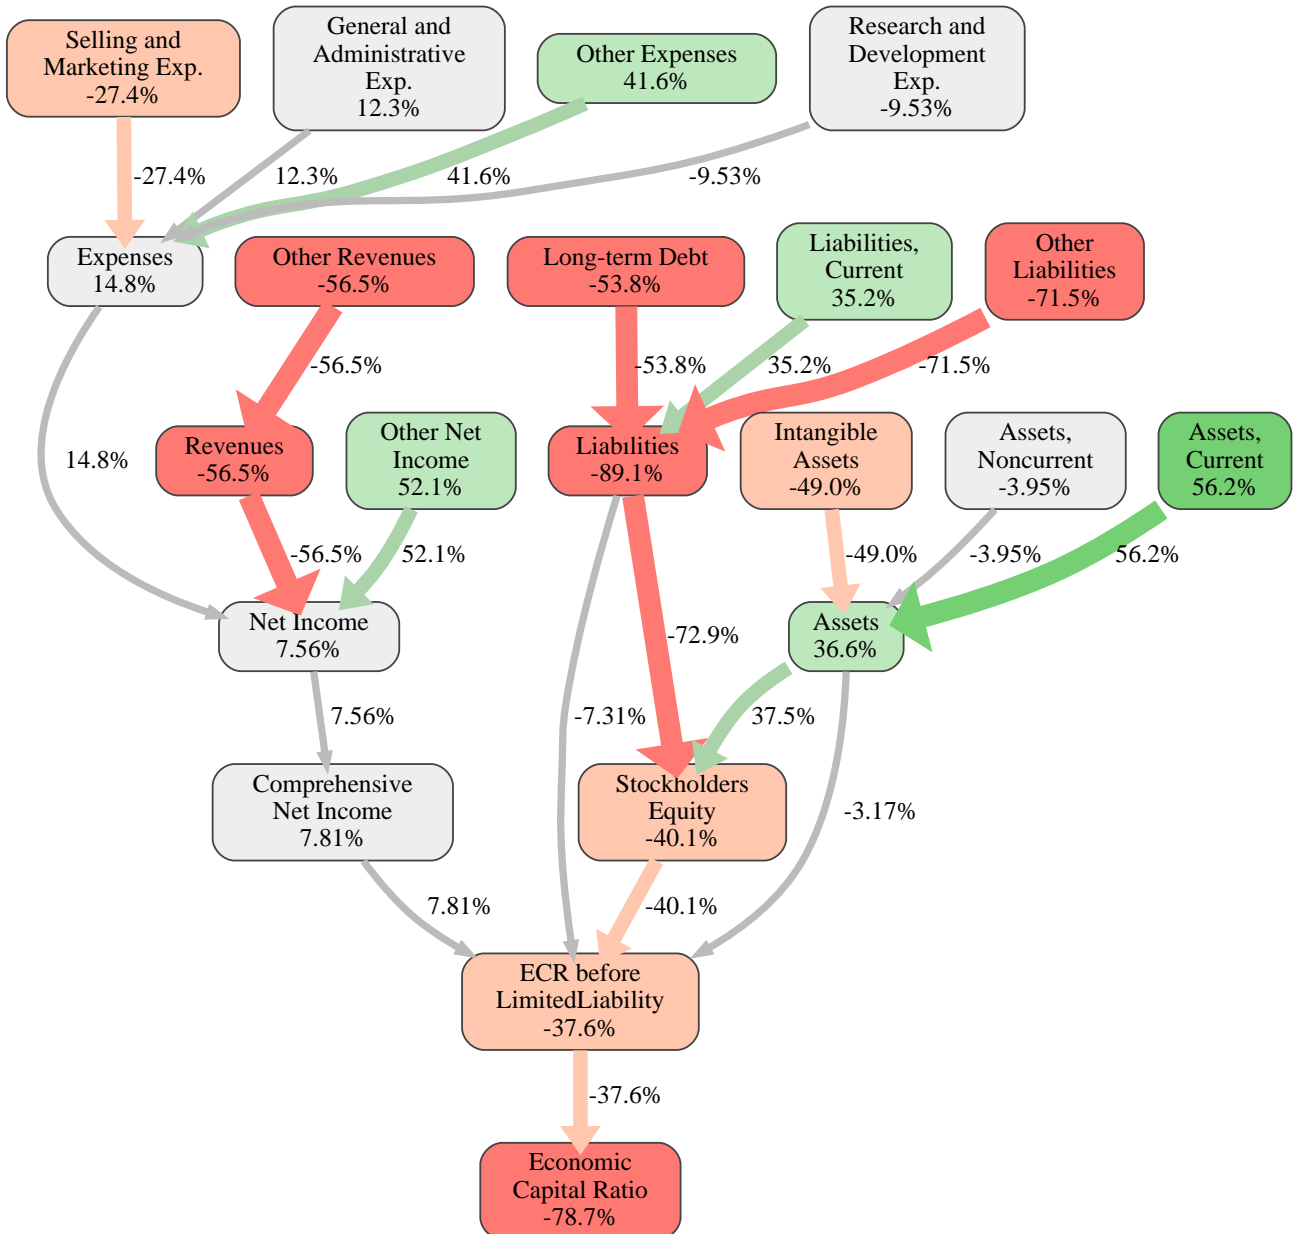 Selling and
Marketing Exp.
-27.4%
General and
Administrative
Exp.
12.3%
Other Expenses
41.6%
Research and
Development
Exp.
-9.53%
-27.4%
12.3%
41.6%
-9.53%
Expenses
14.8%
Other Revenues
-56.5%
Long-term Debt
-53.8%
Liabilities,
Current
35.2%
Other
Liabilities
-71.5%
-56.5%
-53.8%
35.2%
-71.5%
14.8%
Revenues
-56.5%
Other Net
Income
52.1%
Liabilities
-89.1%
Intangible
Assets
-49.0%
Assets,
Noncurrent
-3.95%
Assets,
Current
56.2%
-56.5%
52.1%
-49.0%
-3.95%
56.2%
Net Income
7.56%
-72.9%
Assets
36.6%
7.56%
-7.31%
37.5%
Comprehensive
Net Income
7.81%
Stockholders
Equity
-40.1%
-3.17%
7.81%
-40.1%
ECR before
LimitedLiability
-37.6%
-37.6%
Economic
Capital Ratio
-78.7%